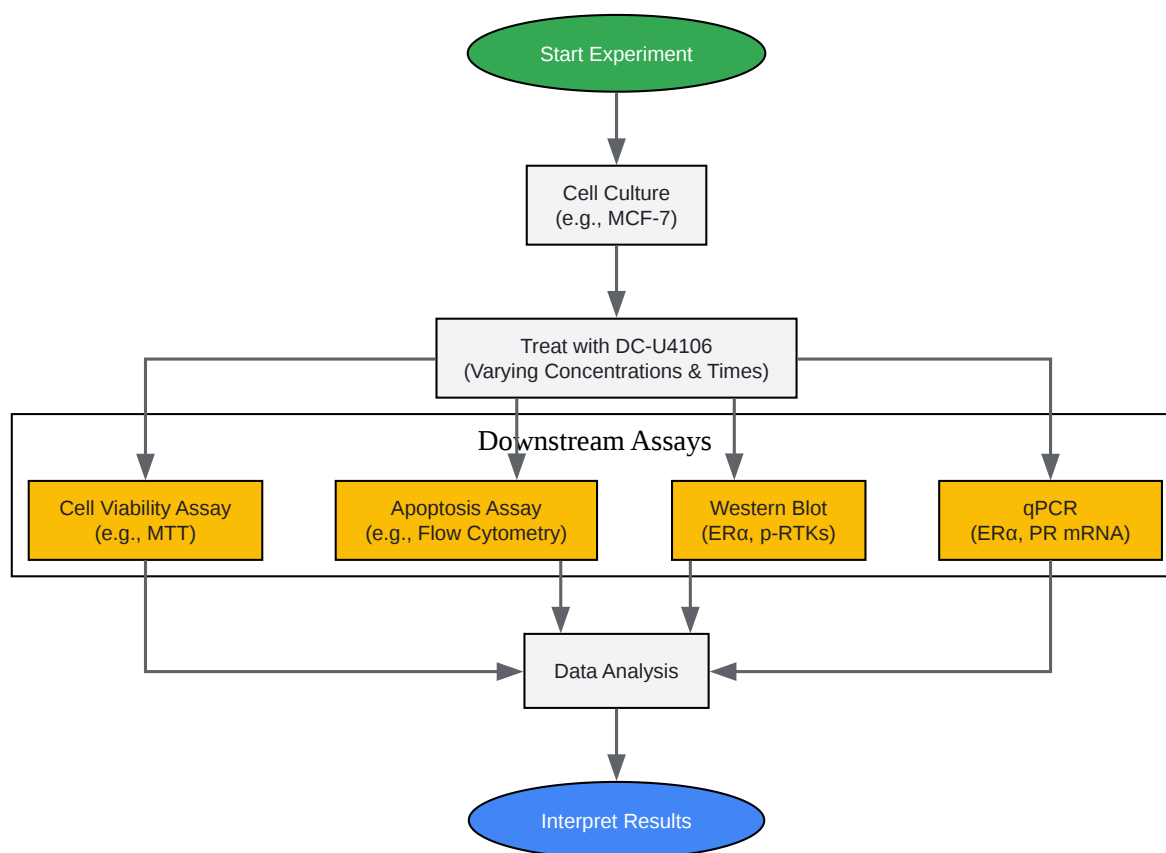 Start Experiment
Cell Culture
(e.g., MCF-7)
Treat with DC-U4106
(Varying Concentrations & Times)
Downstream Assays
Cell Viability Assay
(e.g., MTT)
Apoptosis Assay
(e.g., Flow Cytometry)
Western Blot
(ERα, p-RTKs)
qPCR
(ERα, PR mRNA)
Data Analysis
Interpret Results